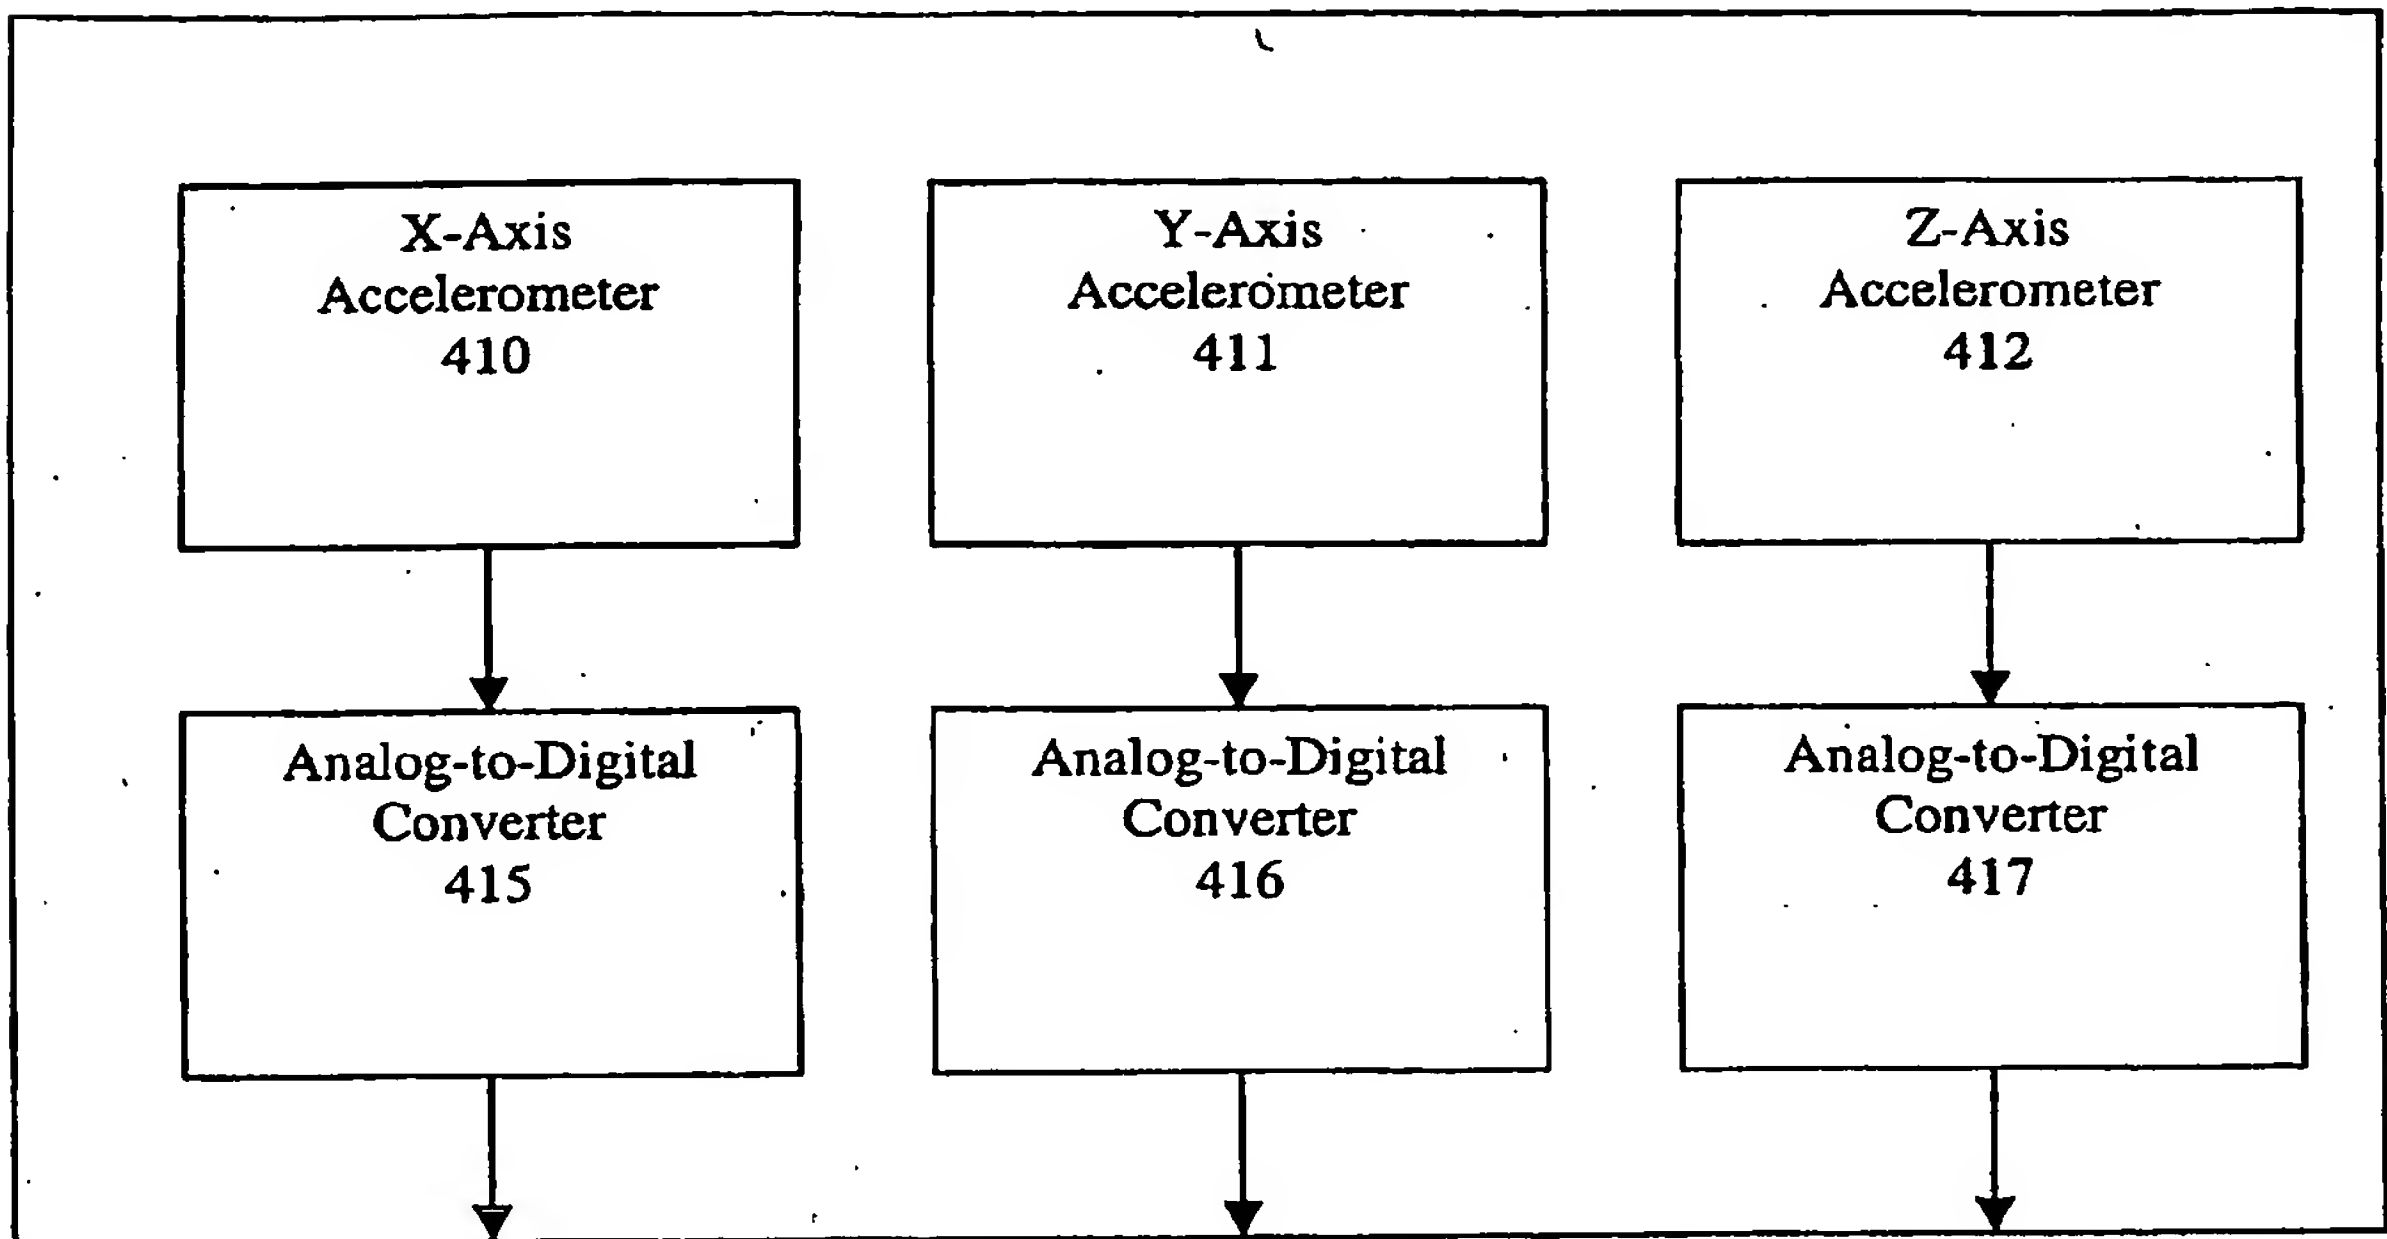 X-Axis
Accelerometer
410
Y-Axis
Accelerometer
411
Z-Axis
Accelerometer
412
Analog-to-Digital
Converter
415
Analog-to-Digital
Converter
416
Analog-to-Digital
Converter
417